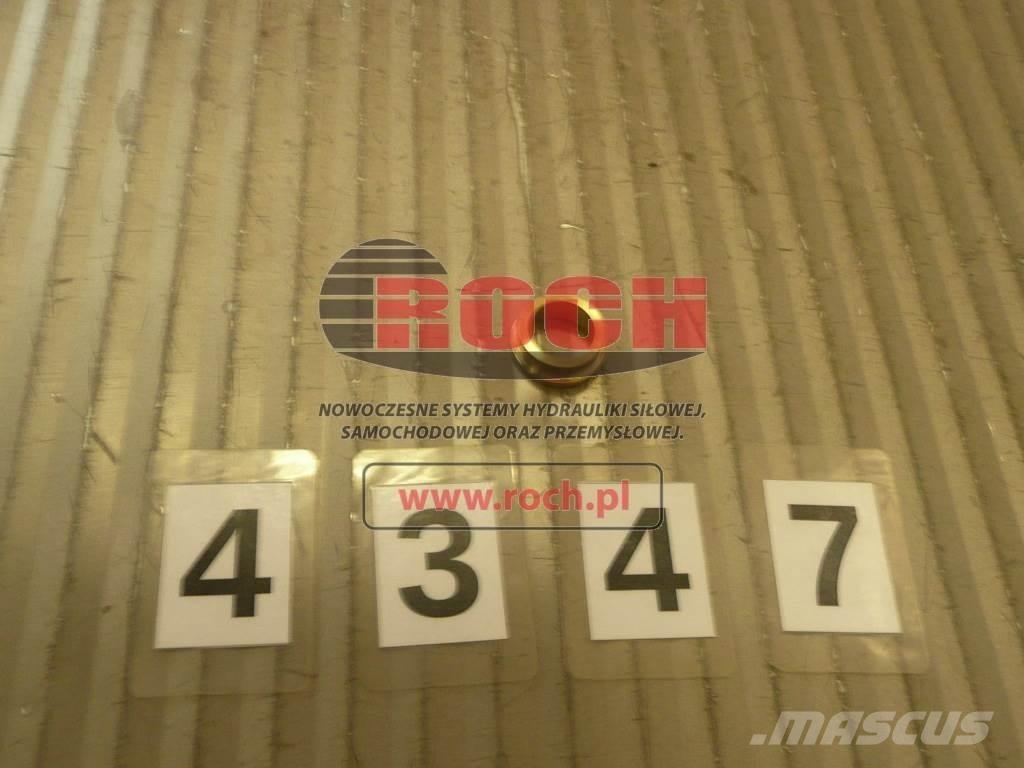 ROCH
NOWOCZESNE SYSTEMY HYDRAULIKI SIŁOWEJ,
SAMOCHODOWEJ ORAZ PRZEMYSŁOWEJ.
www.roch.pl
4 3 4 7
.MASCUS